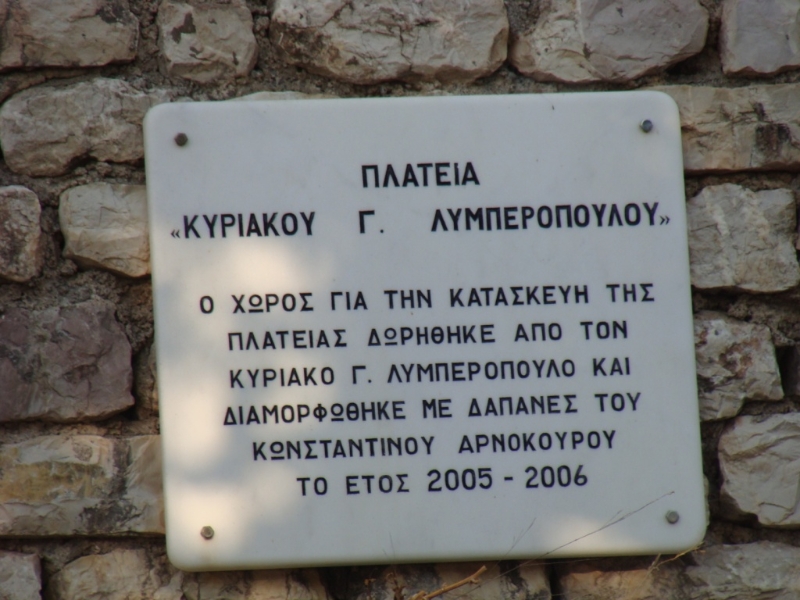 ΠΛΑΤΕΙΑ
«ΚΥΡΙΑΚΟΥ Γ. ΛΥΜΠΕΡΟΠΟΥΛΟΥ»
Ο ΧΩΡΟΣ ΓΙΑ ΤΗΝ ΚΑΤΑΣΚΕΥΗ ΤΗΣ
ΠΛΑΤΕΙΑΣ ΔΩΡΗΘΗΚΕ ΑΠΟ ΤΟΝ
ΚΥΡΙΑΚΟ Γ. ΛΥΜΠΕΡΟΠΟΥΛΟ ΚΑΙ
ΔΙΑΜΟΡΦΩΘΗΚΕ ΜΕ ΔΑΠΑΝΕΣ ΤΟΥ
ΚΩΝΣΤΑΝΤΙΝΟΥ ΑΡΝΟΚΟΥΡΟΥ
ΤΟ ΕΤΟΣ 2005 - 2006